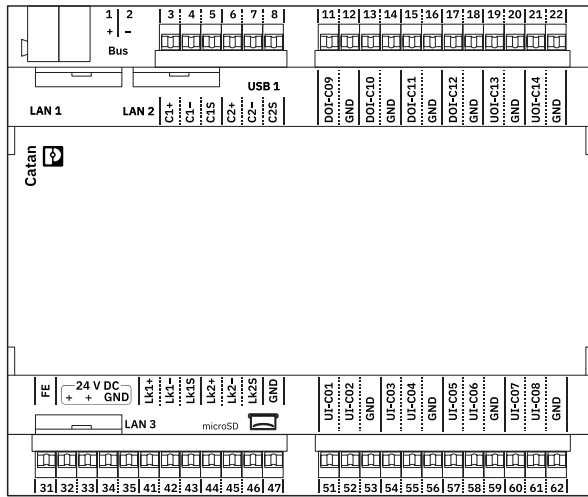 1 2 3 4 5 6 7 8 11 12 13 14 15 16 17 18 19 20 21 22
+ −
Bus
USB 1
LAN 1 LAN 2
C1+ C1− C1S C2+ C2− C2S
DOI-C09 GND DOI-C10 GND DOI-C11 GND DOI-C12 GND UOI-C13 GND UOI-C14 GND
Catan
FE
24 V DC
+ + GND
Lk1+ Lk1− Lk1S Lk2+ Lk2− Lk2S GND
UI-C01 UI-C02 GND UI-C03 UI-C04 GND UI-C05 UI-C06 GND UI-C07 UI-C08 GND
LAN 3 microSD
31 32 33 34 35 41 42 43 44 45 46 47 51 52 53 54 55 56 57 58 59 60 61 62